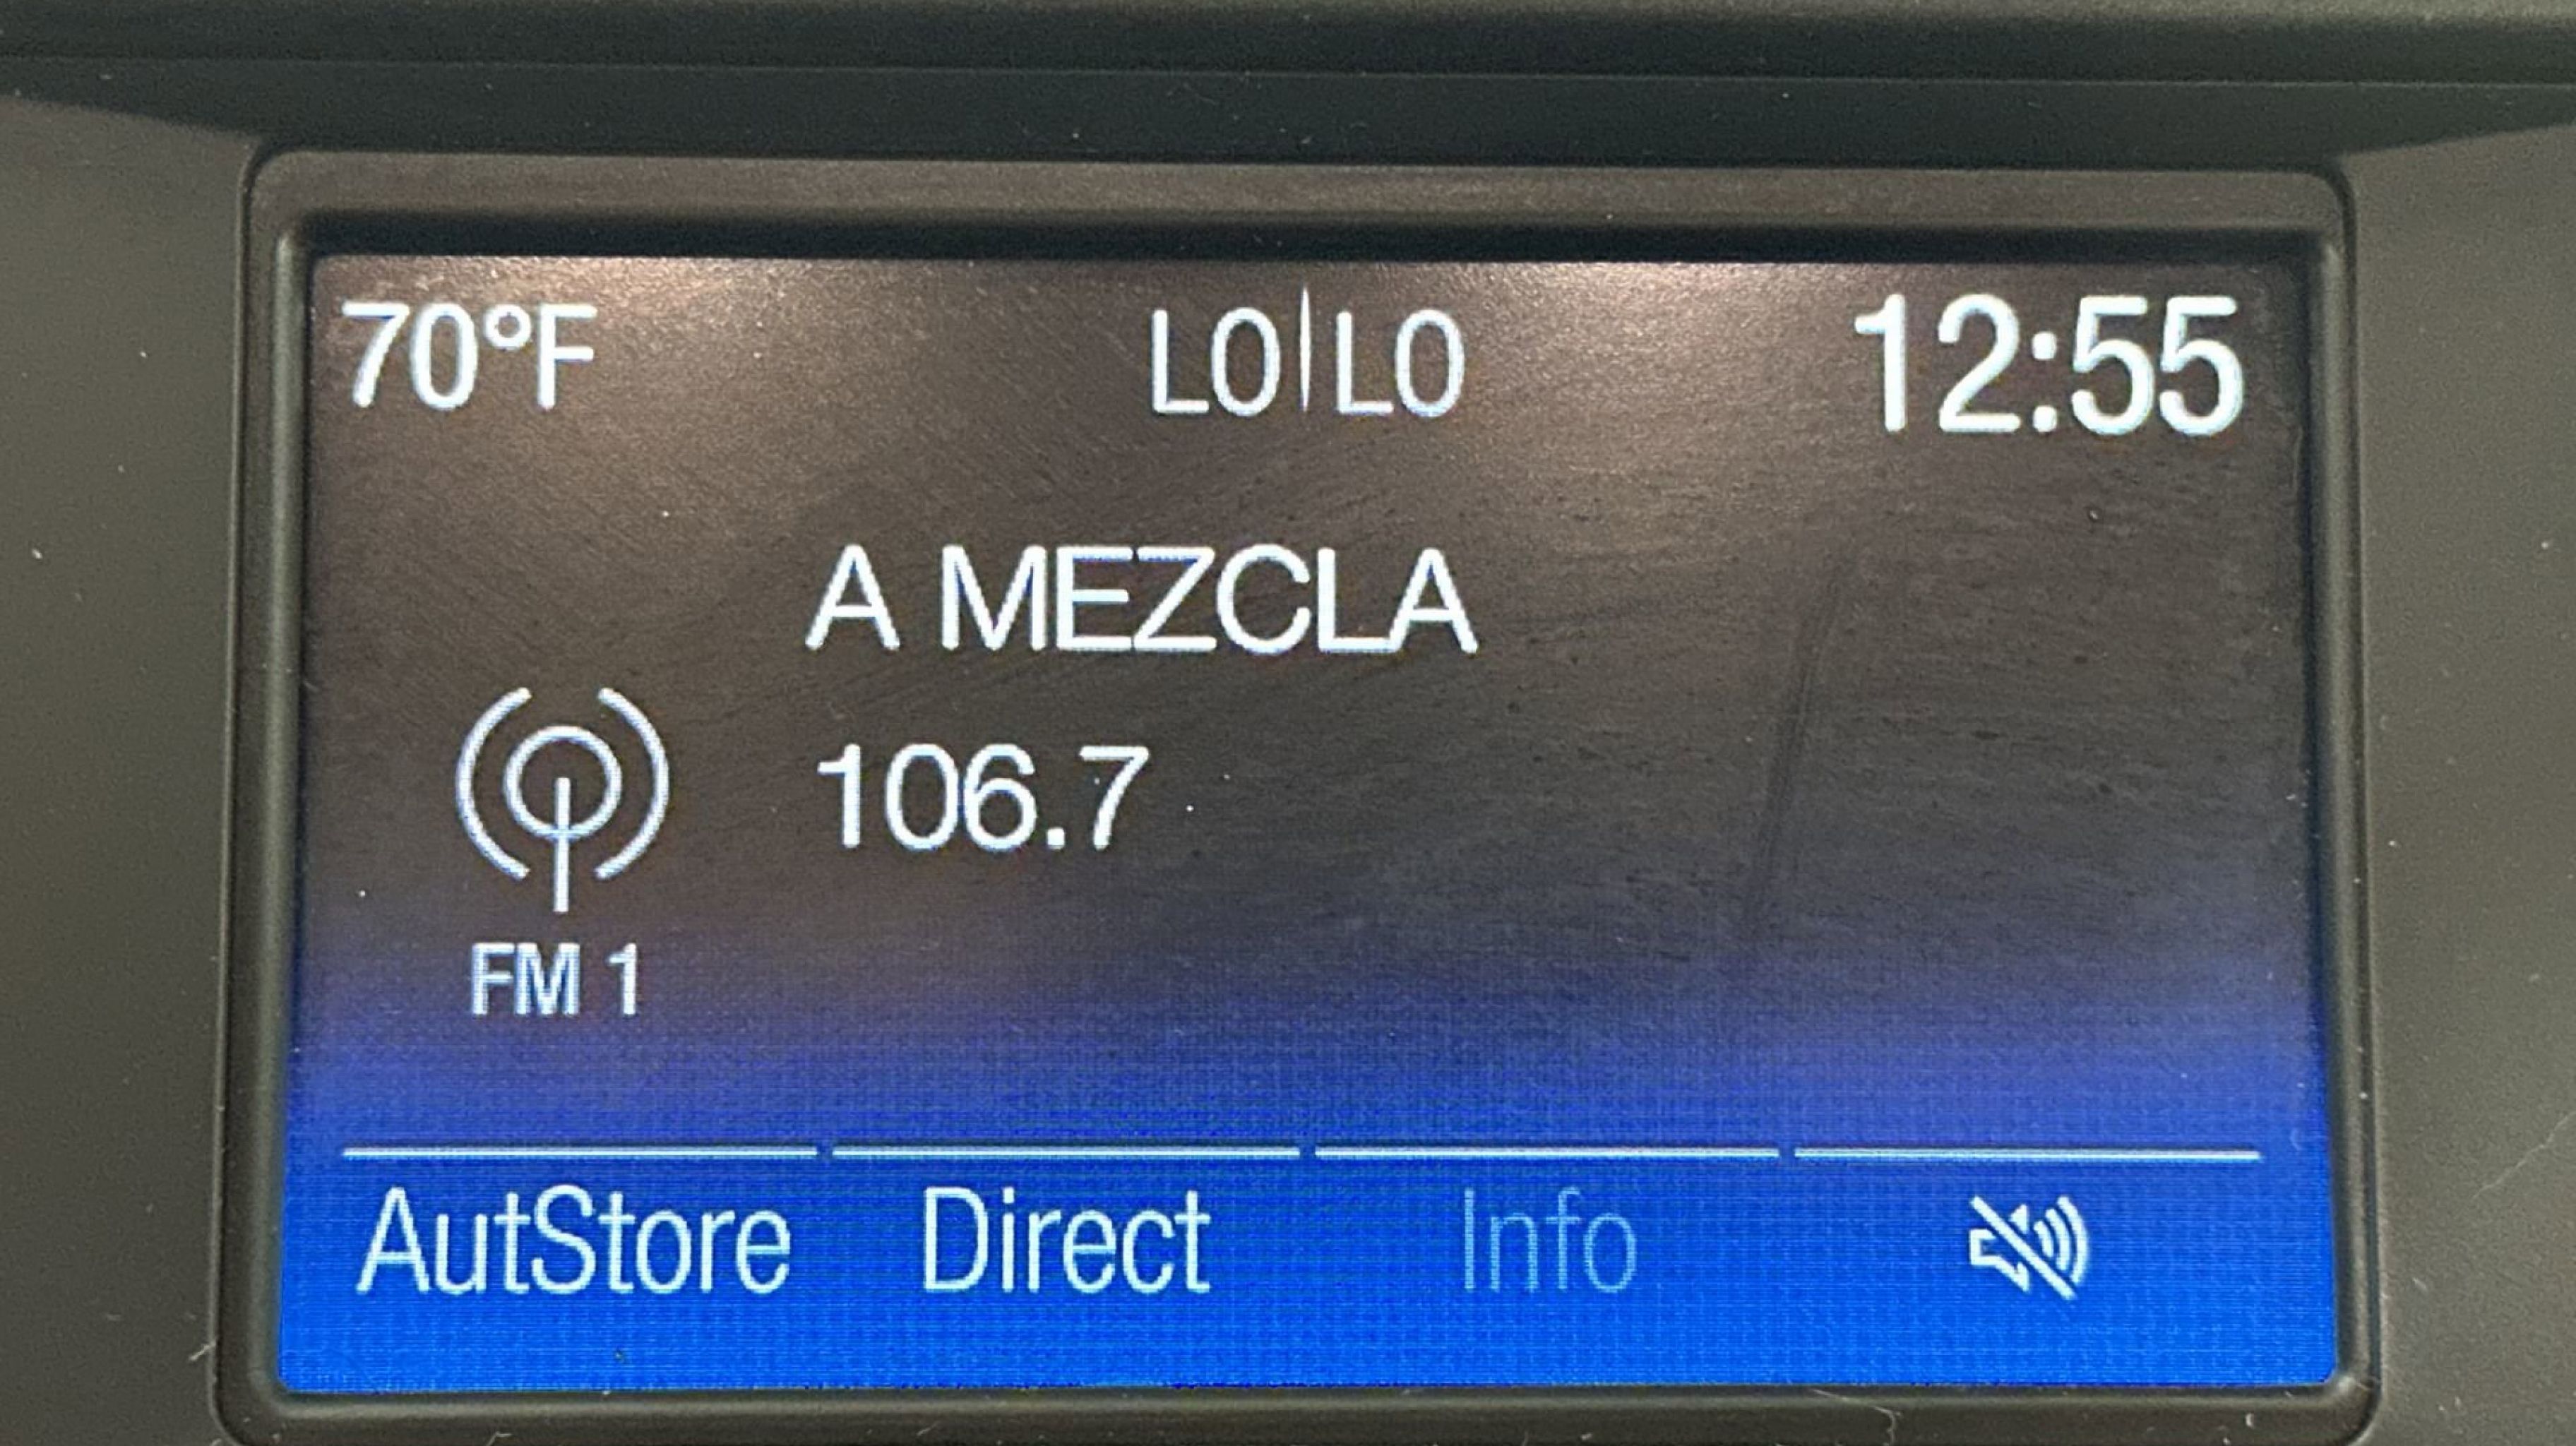 70°F LO|LO 12:55
A MEZCLA
106.7
FM 1
AutStore Direct Info